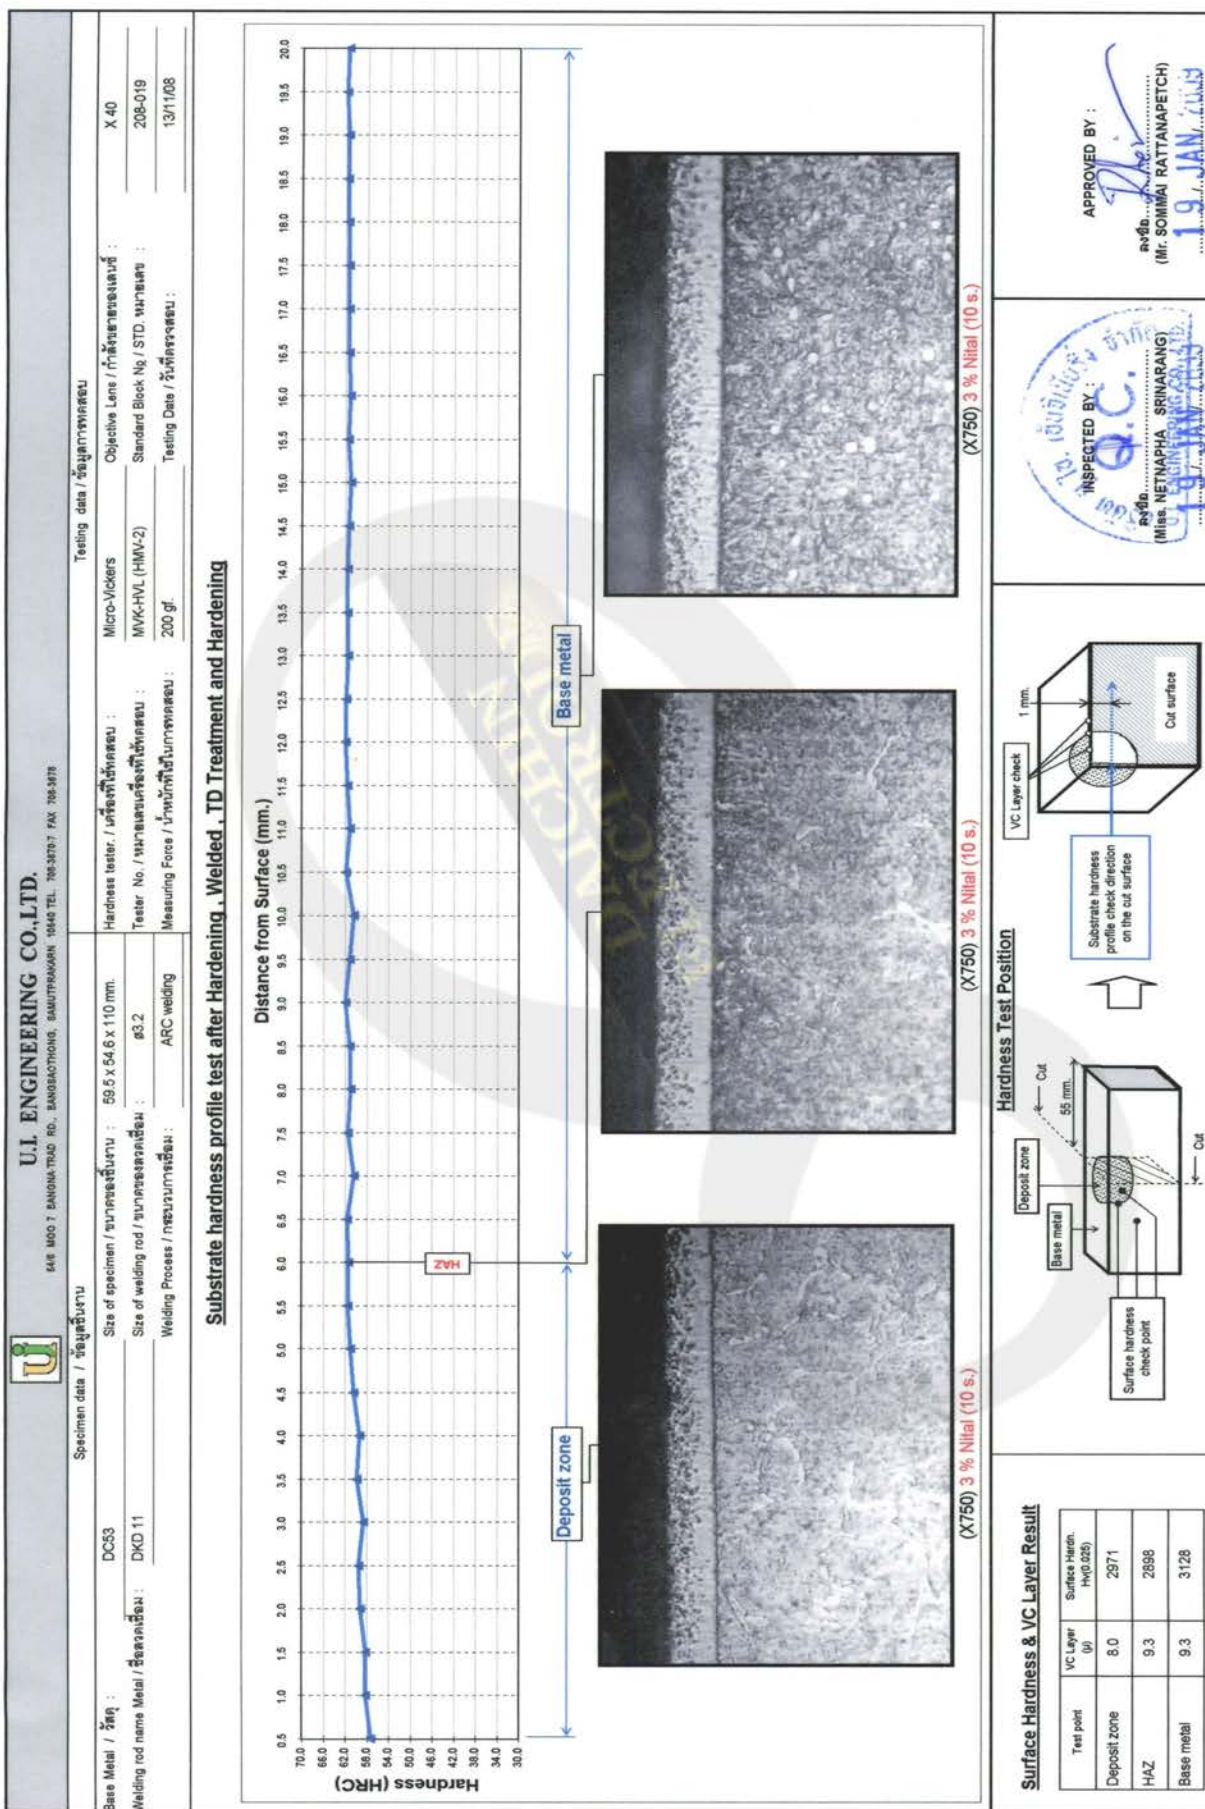 U.I. ENGINEERING CO.,LTD.
64/6 MOO 7 BANGNA-TRAD RD., BANGSAOTHONG, SAMUTPRAKARN 10540 TEL. 708-3670-7 FAX 708-3678
Specimen data / ข้อมูลชิ้นงาน
Testing data / ข้อมูลการทดสอบ
Base Metal / วัสดุ : DC53
Size of specimen / ขนาดของชิ้นงาน : 59.5 x 54.6 x 110 mm.
Hardness tester. / เครื่องที่ใช้ทดสอบ : Micro-Vickers
Objective Lens / กำลังขยายของเลนซ์ : X 40
Welding rod name Metal / ชื่อลวดเชื่อม : DKD 11
Size of welding rod / ขนาดของลวดเชื่อม : ø3.2
Tester No. / หมายเลขเครื่องที่ใช้ทดสอบ : MVK-HVL (HMV-2)
Standard Block No / STD. หมายเลข : 208-019
Welding Process / กระบวนการเชื่อม : ARC welding
Measuring Force / น้ำหนักที่ใช้ในการทดสอบ : 200 gf.
Testing Date / วันที่ตรวจสอบ : 13/11/08
Substrate hardness profile test after Hardening , Welded , TD Treatment and Hardening
Distance from Surface (mm.)
0.5 1.0 1.5 2.0 2.5 3.0 3.5 4.0 4.5 5.0 5.5 6.0 6.5 7.0 7.5 8.0 8.5 9.0 9.5 10.0 10.5 11.0 11.5 12.0 12.5 13.0 13.5 14.0 14.5 15.0 15.5 16.0 16.5 17.0 17.5 18.0 18.5 19.0 19.5 20.0
Hardness (HRC)
70.0
66.0
62.0
58.0
54.0
50.0
46.0
42.0
38.0
34.0
30.0
HAZ
Deposit zone
Base metal
(X750) 3 % Nital (10 s.)
(X750) 3 % Nital (10 s.)
(X750) 3 % Nital (10 s.)
Surface Hardness & VC Layer Result
Test point
VC Layer (µ)
Surface Hardn. Hv(0.025)
Deposit zone 8.0 2971
HAZ 9.3 2898
Base metal 9.3 3128
Hardness Test Position
Deposit zone
Base metal
Cut
55 mm.
Cut
Surface hardness
check point
Substrate hardness
profile check direction
on the cut surface
VC Layer check
1 mm.
Cut surface
INSPECTED BY :
Q.C.
ลงชื่อ
(Miss. NETNAPHA SRINARANG)
U.I. ENGINEERING CO.,LTD.
APPROVED BY :
ลงชื่อ
(Mr. SOMMAI RATTANAPETCH)
19 JAN 2009